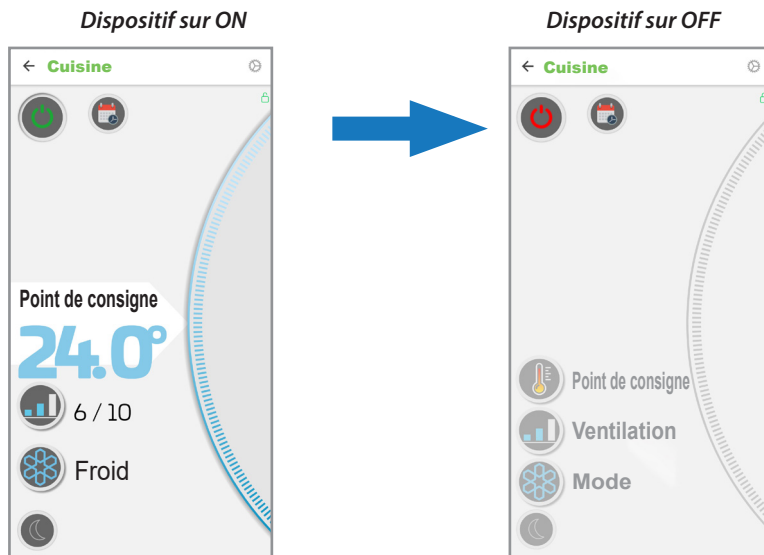 Dispositif sur ON
Dispositif sur OFF
Cuisine
Point de consigne
24.0°
6 / 10
Froid
Cuisine
Point de consigne
Ventilation
Mode